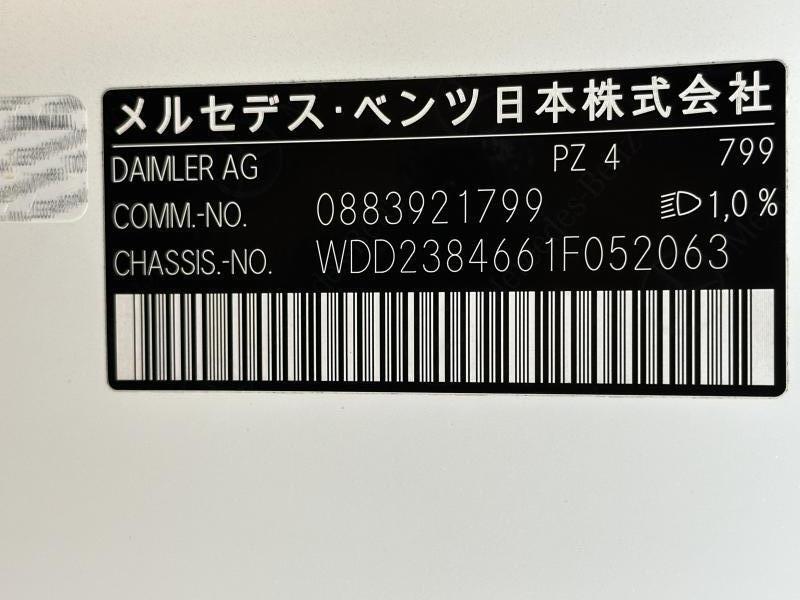 メルセデス・ベンツ日本株式会社
DAIMLER AG PZ 4 799
COMM.-NO. 0883921799 1,0 %
CHASSIS.-NO. WDD2384661F052063